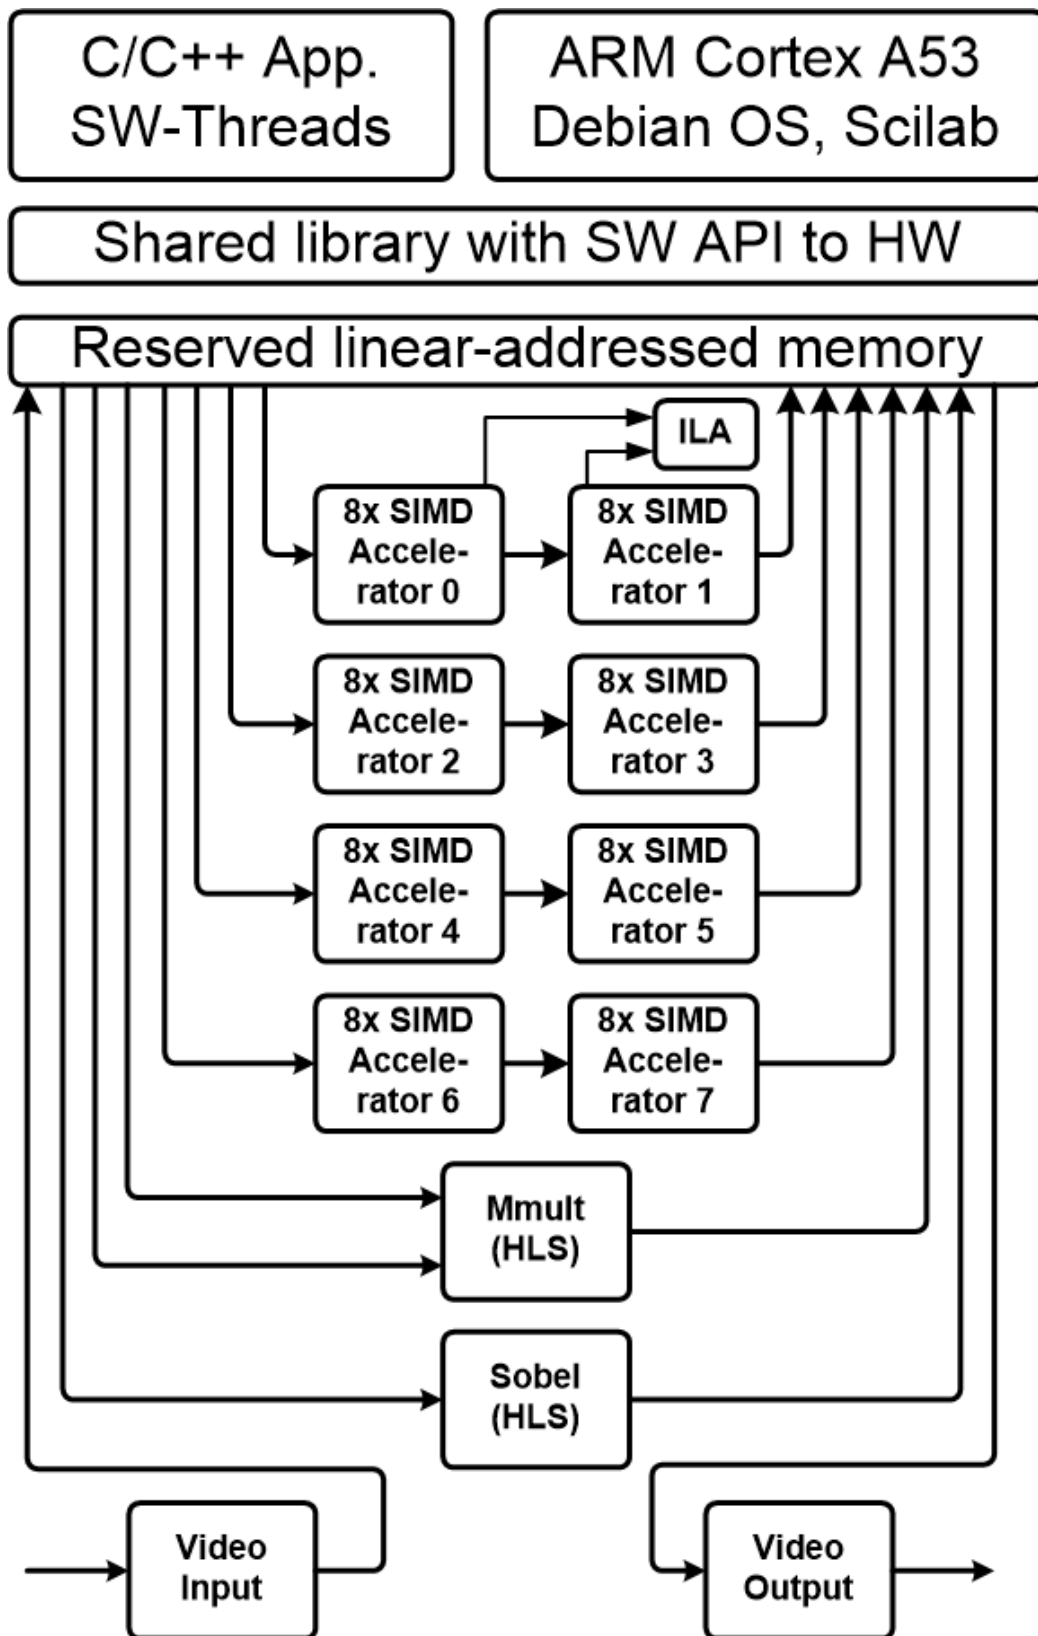 C/C++ App.
SW-Threads
ARM Cortex A53
Debian OS, Scilab
Shared library with SW API to HW
Reserved linear-addressed memory
ILA
8x SIMD
Accele-
rator 0
8x SIMD
Accele-
rator 1
8x SIMD
Accele-
rator 2
8x SIMD
Accele-
rator 3
8x SIMD
Accele-
rator 4
8x SIMD
Accele-
rator 5
8x SIMD
Accele-
rator 6
8x SIMD
Accele-
rator 7
Mmult
(HLS)
Sobel
(HLS)
Video
Input
Video
Output